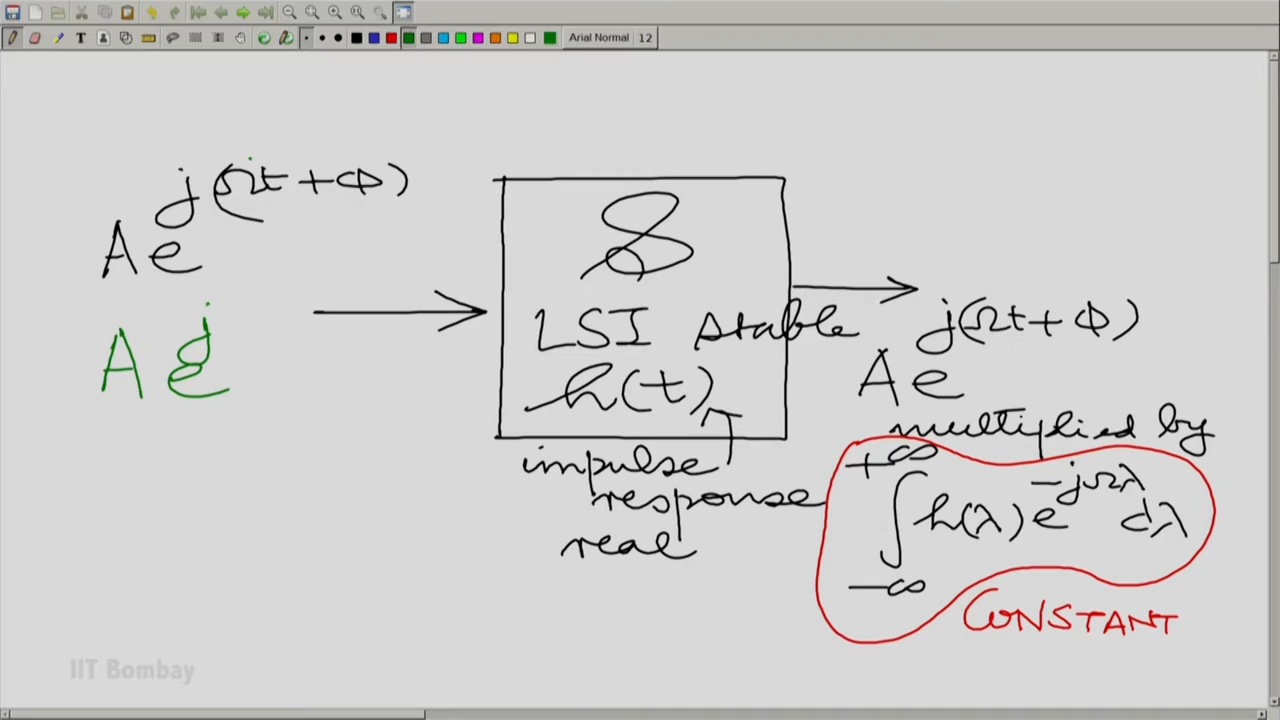 Arial Normal 12
A e^{j(Ωt + Φ)}
A e^{j}
S
LSI stable
h(t)
impulse
response
real
A e^{j(Ωt + Φ)}
multiplied by
∫_{-∞}^{+∞} h(λ) e^{-jΩλ} dλ
CONSTANT
IIT Bombay